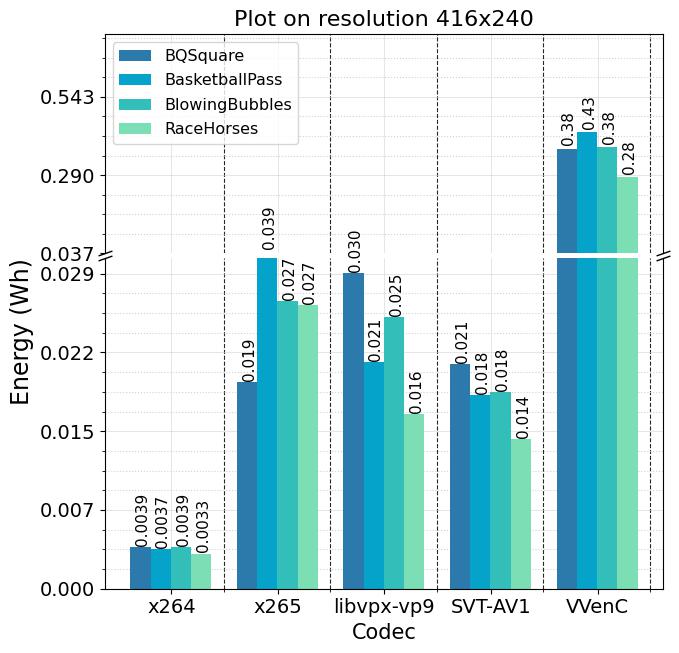 Plot on resolution 416x240
BQSquare
BasketballPass
BlowingBubbles
RaceHorses
0.543
0.290
0.037
0.029
0.022
0.015
0.007
0.000
Energy (Wh)
0.0039
0.0037
0.0039
0.0033
0.019
0.039
0.027
0.027
0.030
0.021
0.025
0.016
0.021
0.018
0.018
0.014
0.38
0.43
0.38
0.28
x264
x265
libvpx-vp9
SVT-AV1
VVenC
Codec